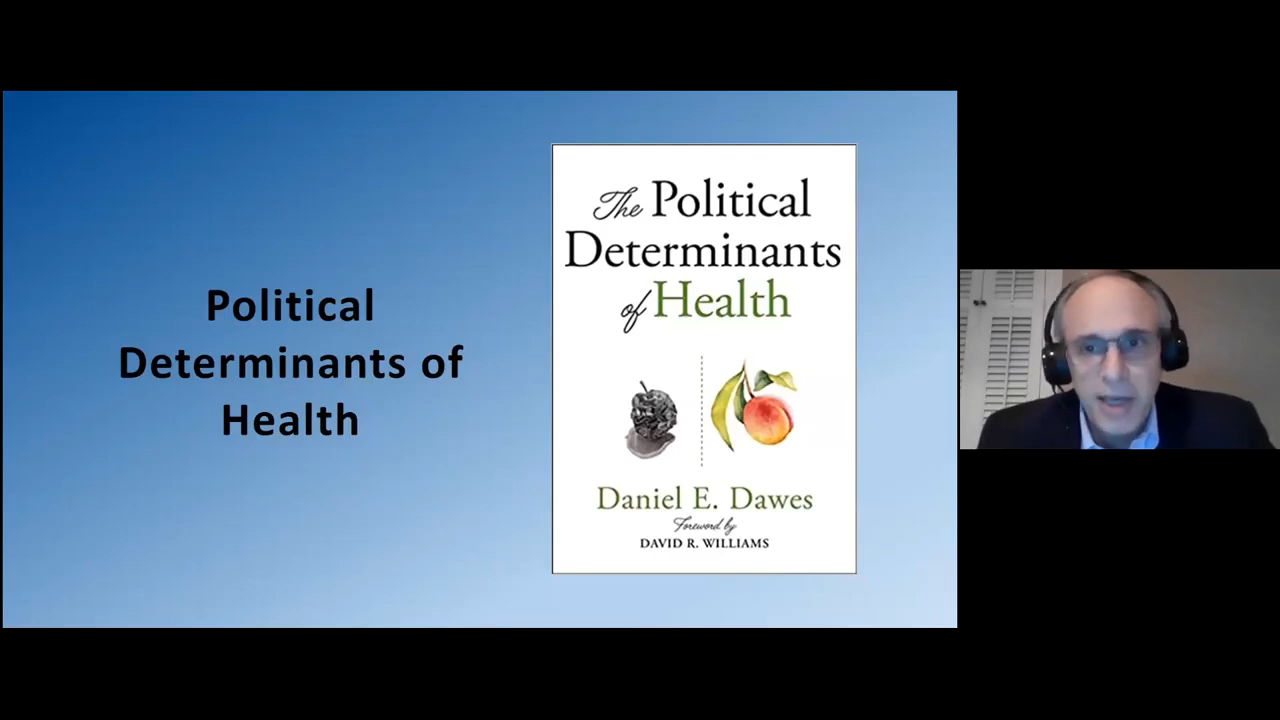 Political
Determinants of
Health
The Political
Determinants
of Health
Daniel E. Dawes
Foreword by
DAVID R. WILLIAMS